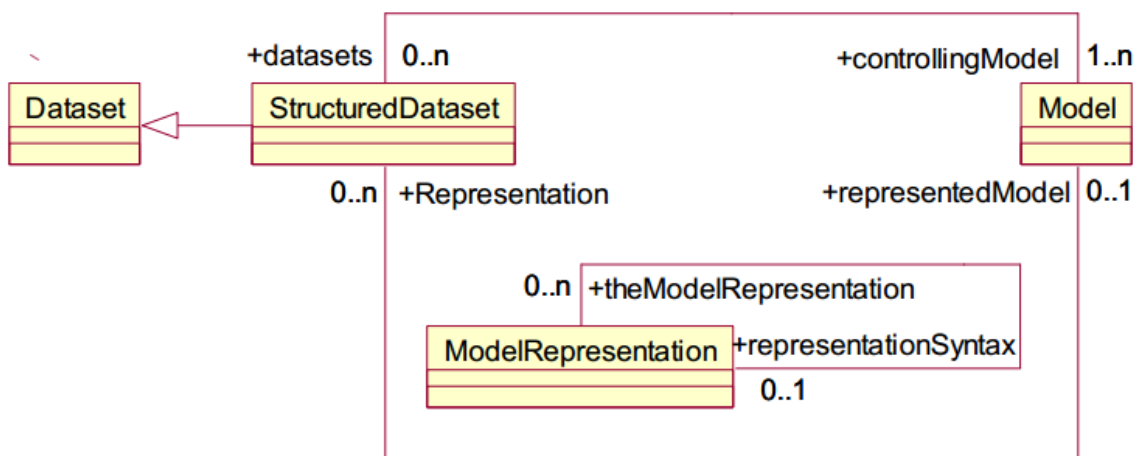 +datasets 0..n +controllingModel 1..n
Dataset StructuredDataset Model
0..n +Representation +representedModel 0..1
0..n +theModelRepresentation
ModelRepresentation +representationSyntax
0..1